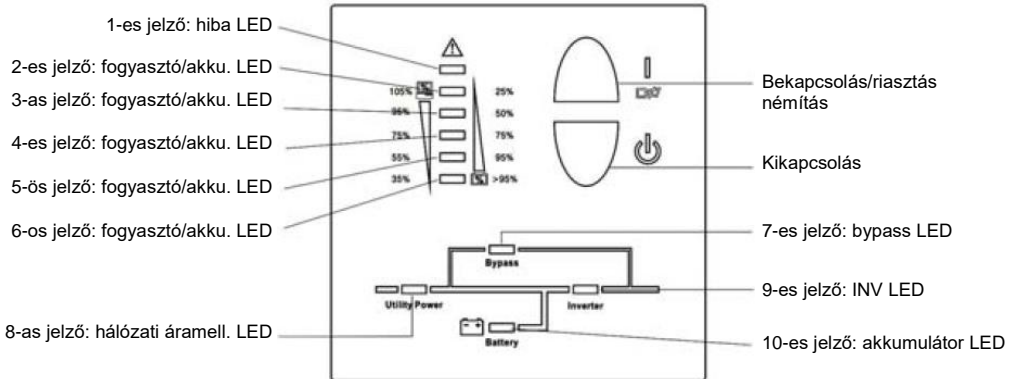 1-es jelző: hiba LED
2-es jelző: fogyasztó/akku. LED
3-as jelző: fogyasztó/akku. LED
4-es jelző: fogyasztó/akku. LED
5-ös jelző: fogyasztó/akku. LED
6-os jelző: fogyasztó/akku. LED
8-as jelző: hálózati áramell. LED
105%
95%
75%
55%
35%
25%
50%
75%
95%
>95%
Bypass
Utility Power
Inverter
Battery
Bekapcsolás/riasztás
némítás
Kikapcsolás
7-es jelző: bypass LED
9-es jelző: INV LED
10-es jelző: akkumulátor LED